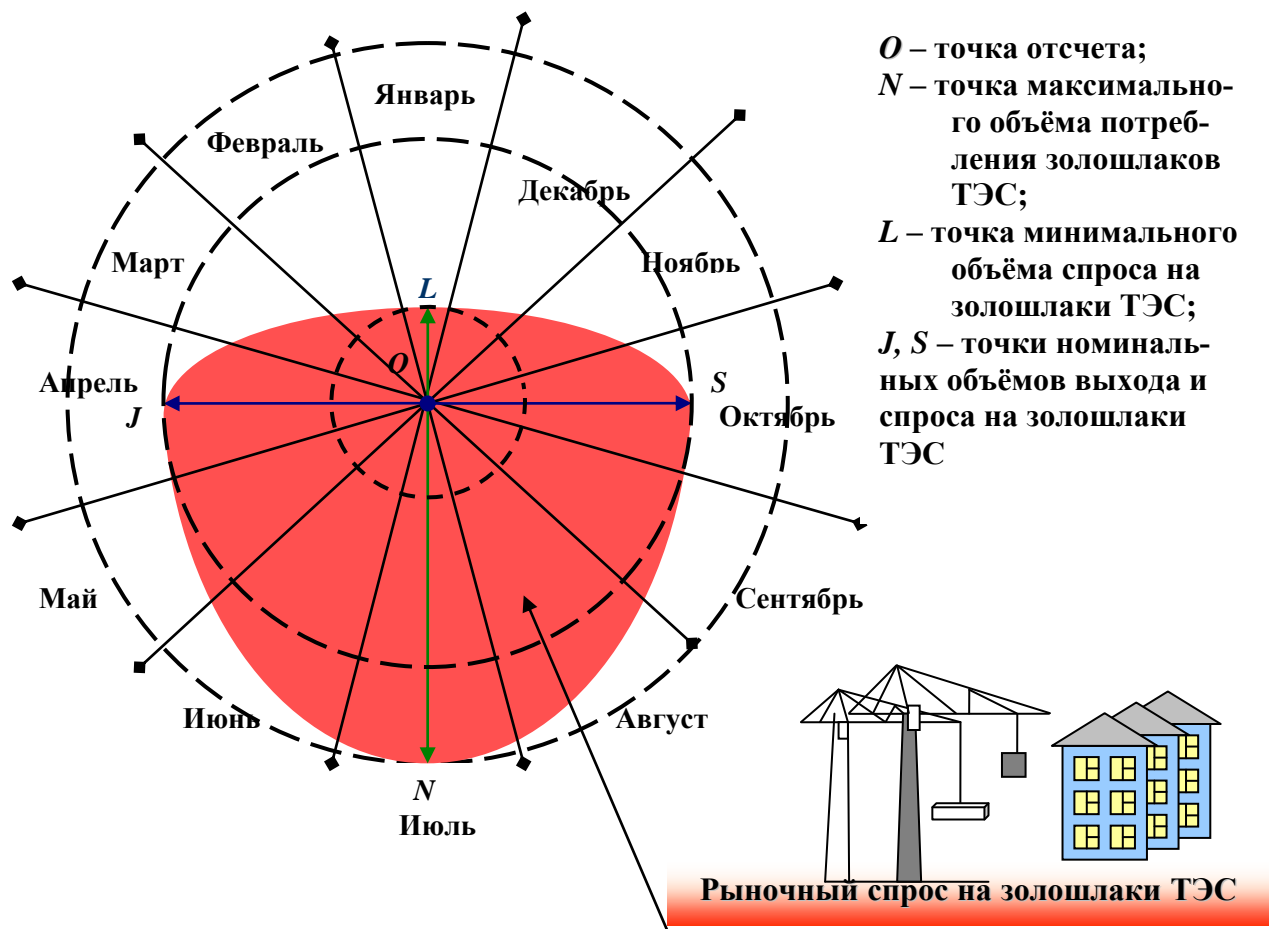 Январь
Февраль
Декабрь
Март
Ноябрь
L
O
Апрель
S
J
Октябрь
Май
Сентябрь
Июнь
Август
N
Июль
O – точка отсчета;
N – точка максимально-
го объёма потреб-
ления золошлаков
ТЭС;
L – точка минимального
объёма спроса на
золошлаки ТЭС;
J, S – точки номиналь-
ных объёмов выхода и
спроса на золошлаки
ТЭС
Рыночный спрос на золошлаки ТЭС